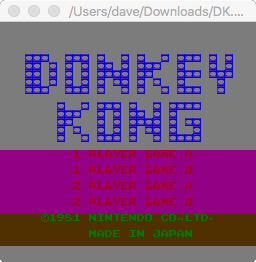 /Users/dave/Downloads/DK....
DONKEY
KONG
1 PLAYER GAME A
1 PLAYER GAME B
2 PLAYER GAME A
2 PLAYER GAME B
©1981 NINTENDO CO.,LTD.
MADE IN JAPAN